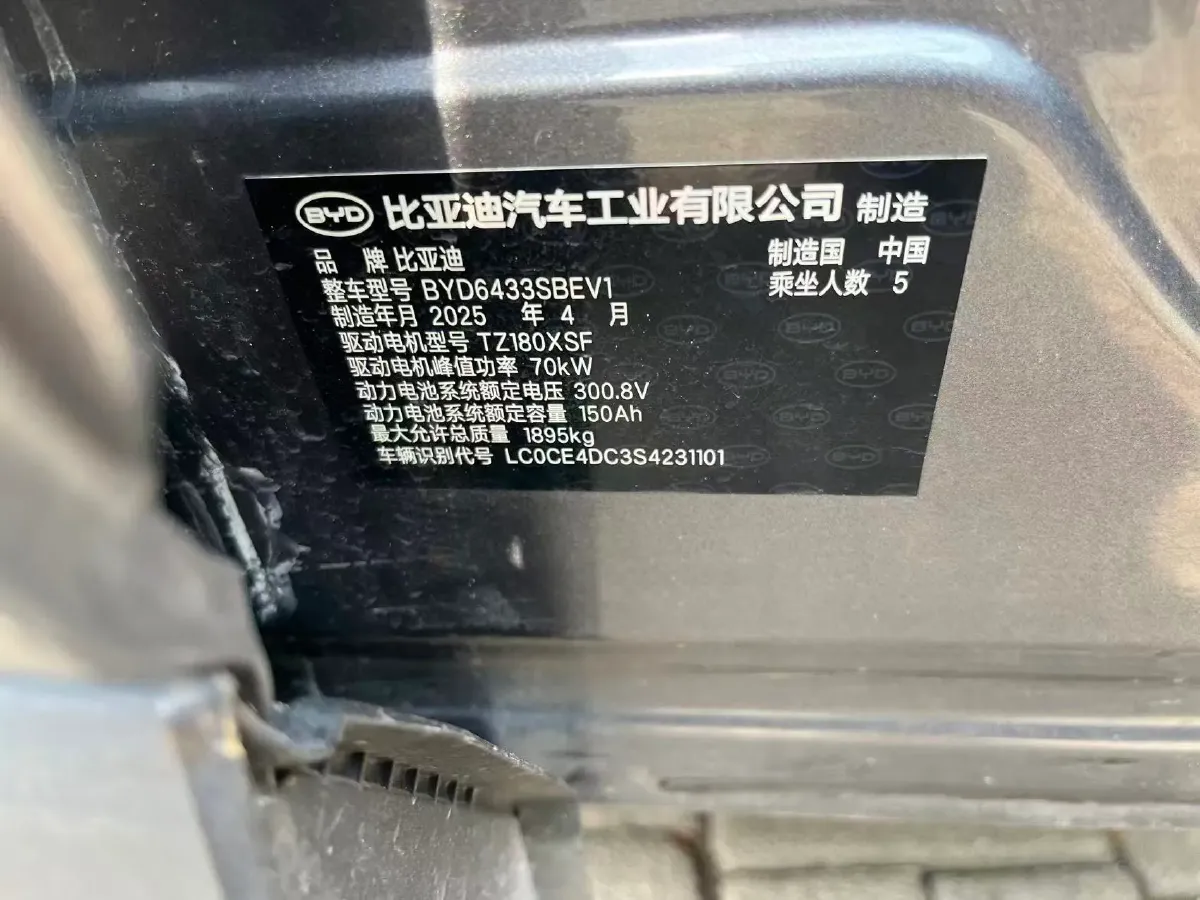 BYD 比亚迪汽车工业有限公司 制造
品 牌 比亚迪 制造国 中国
整车型号 BYD6433SBEV1 乘坐人数 5
制造年月 2025 年 4 月
驱动电机型号 TZ180XSF
驱动电机峰值功率 70kW
动力电池系统额定电压 300.8V
动力电池系统额定容量 150Ah
最大允许总质量 1895kg
车辆识别代号 LC0CE4DC3S4231101